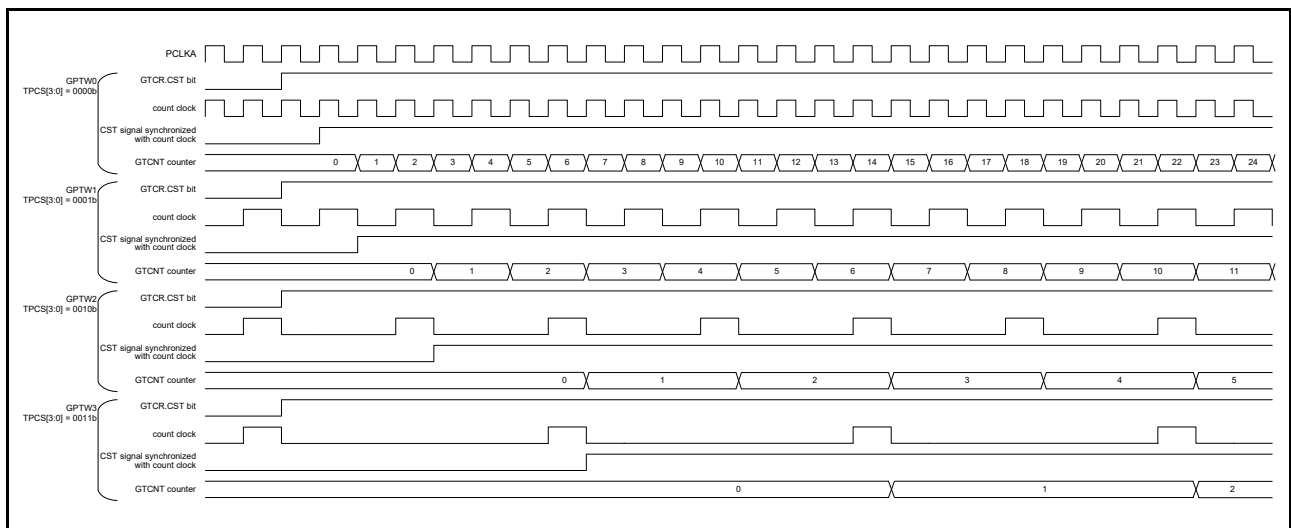 PCLKA
GPTW0
TPCS[3:0] = 0000b
GTCR.CST bit
count clock
CST signal synchronized
with count clock
GTCNT counter
0 1 2 3 4 5 6 7 8 9 10 11 12 13 14 15 16 17 18 19 20 21 22 23 24
GPTW1
TPCS[3:0] = 0001b
GTCR.CST bit
count clock
CST signal synchronized
with count clock
GTCNT counter
0 1 2 3 4 5 6 7 8 9 10 11
GPTW2
TPCS[3:0] = 0010b
GTCR.CST bit
count clock
CST signal synchronized
with count clock
GTCNT counter
0 1 2 3 4 5
GPTW3
TPCS[3:0] = 0011b
GTCR.CST bit
count clock
CST signal synchronized
with count clock
GTCNT counter
0 1 2